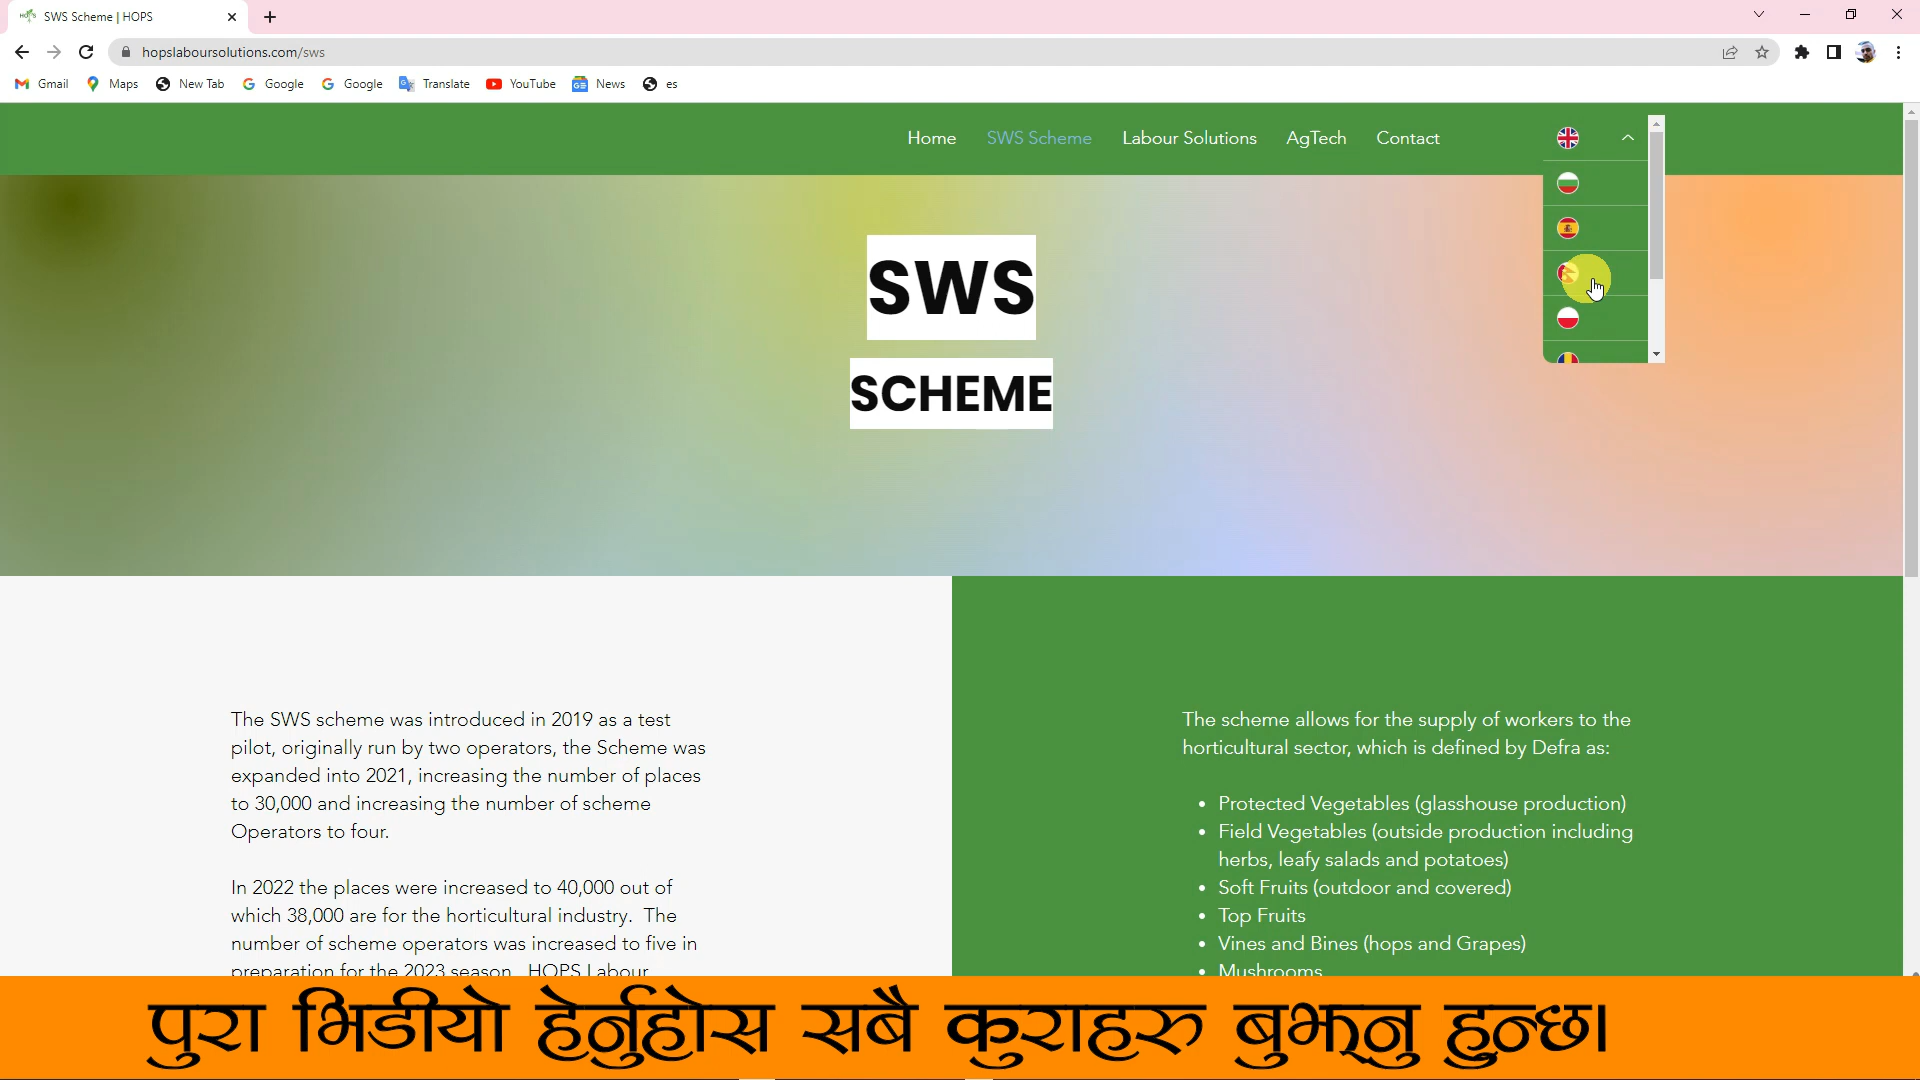 SWS Scheme | HOPS
hopslaboursolutions.com/sws
Gmail Maps New Tab Google Google Translate YouTube News es
Home SWS Scheme Labour Solutions AgTech Contact
SWS
SCHEME
The SWS scheme was introduced in 2019 as a test
pilot, originally run by two operators, the Scheme was
expanded into 2021, increasing the number of places
to 30,000 and increasing the number of scheme
Operators to four.
In 2022 the places were increased to 40,000 out of
which 38,000 are for the horticultural industry. The
number of scheme operators was increased to five in
preparation for the 2023 season. HOPS Labour
The scheme allows for the supply of workers to the
horticultural sector, which is defined by Defra as:
• Protected Vegetables (glasshouse production)
• Field Vegetables (outside production including
herbs, leafy salads and potatoes)
• Soft Fruits (outdoor and covered)
• Top Fruits
• Vines and Bines (hops and Grapes)
• Mushrooms
पुरा भिडीयो हेर्नुहोस सबै कुराहरु बुझ्नु हुन्छ।